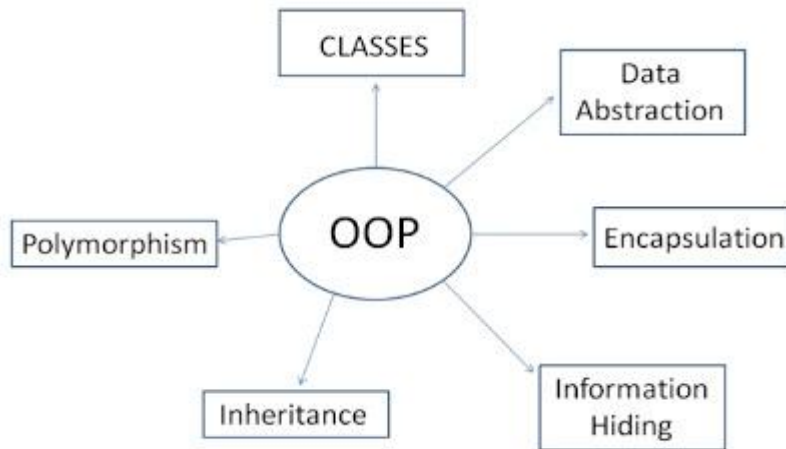 CLASSES
Data
Abstraction
OOP
Polymorphism
Encapsulation
Inheritance
Information
Hiding